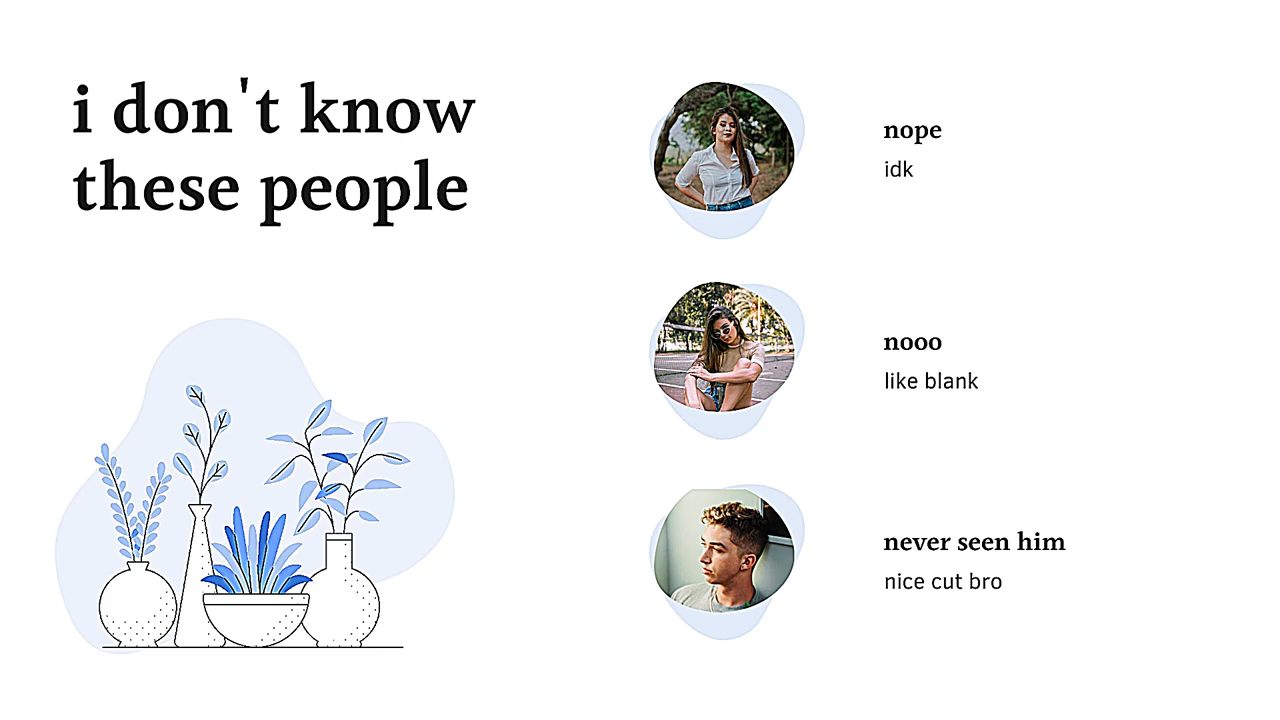 i don't know
these people
nope
idk
nooo
like blank
never seen him
nice cut bro